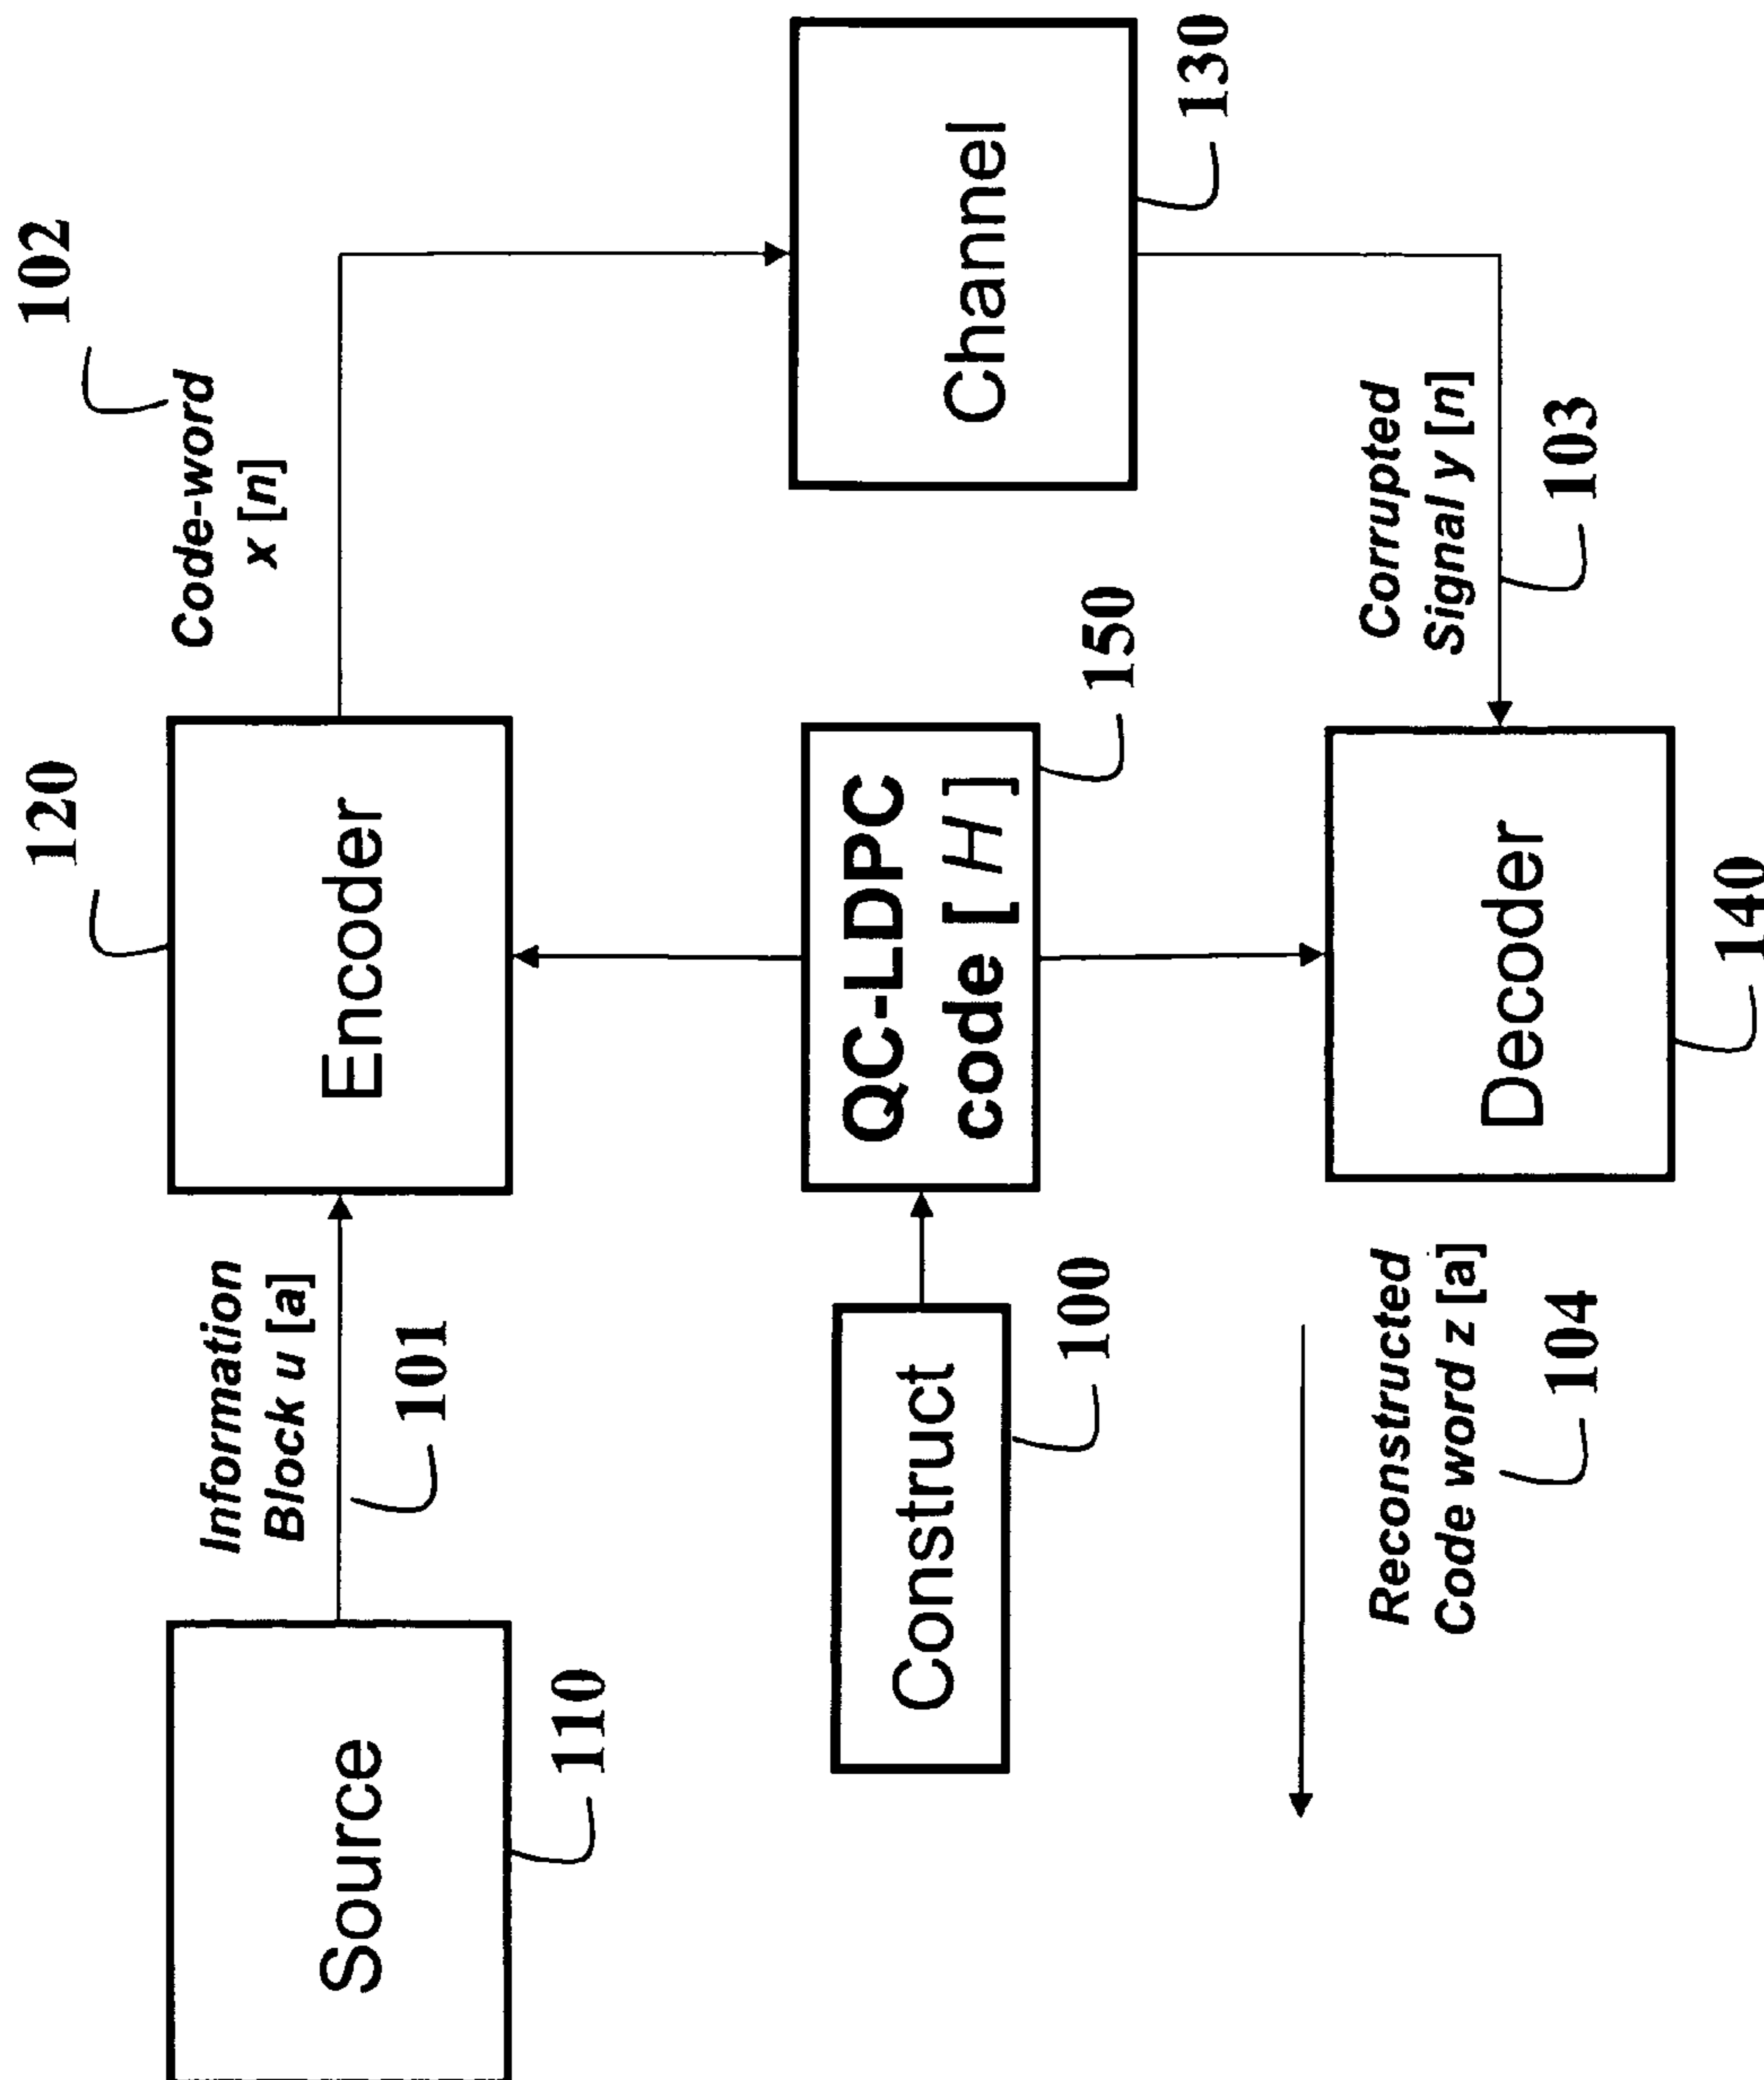 102
120
Code-word
x [n]
Information
Block u [a]
Source
Encoder
101
110
Construct
QC-LDPC
code [ H ]
Channel
100
150
130
Reconstructed
Code word z [a]
Corrupted
Signal y [n]
Decoder
104
103
140